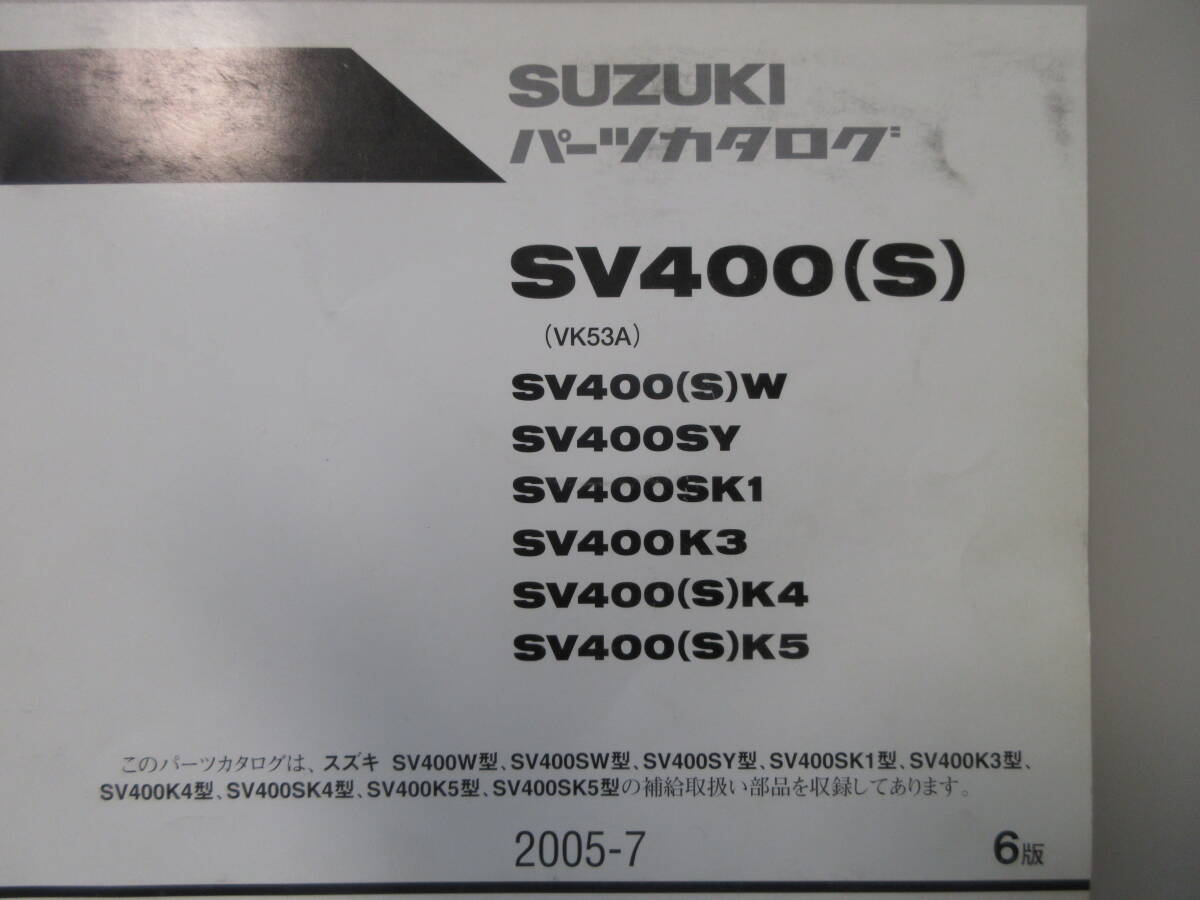 SUZUKI
パーツカタログ
SV400(S)
(VK53A)
SV400(S)W
SV400SY
SV400SK1
SV400K3
SV400(S)K4
SV400(S)K5
このパーツカタログは、スズキ SV400W型、SV400SW型、SV400SY型、SV400SK1型、SV400K3型、
SV400K4型、SV400SK4型、SV400K5型、SV400SK5型の補給取扱い部品を収録してあります。
2005-7
6版